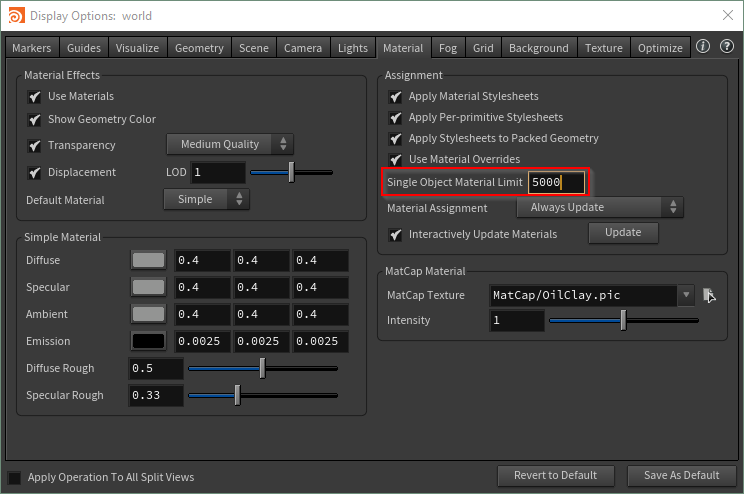 Display Options: world
Markers Guides Visualize Geometry Scene Camera Lights Material Fog Grid Background Texture Optimize
Material Effects
Use Materials
Show Geometry Color
Transparency Medium Quality
Displacement LOD 1
Default Material Simple
Simple Material
Diffuse 0.4 0.4 0.4
Specular 0.4 0.4 0.4
Ambient 0.4 0.4 0.4
Emission 0.0025 0.0025 0.0025
Diffuse Rough 0.5
Specular Rough 0.33
Assignment
Apply Material Stylesheets
Apply Per-primitive Stylesheets
Apply Stylesheets to Packed Geometry
Use Material Overrides
Single Object Material Limit 5000
Material Assignment Always Update
Interactively Update Materials Update
MatCap Material
MatCap Texture MatCap/OilClay.pic
Intensity 1
Apply Operation To All Split Views Revert to Default Save As Default